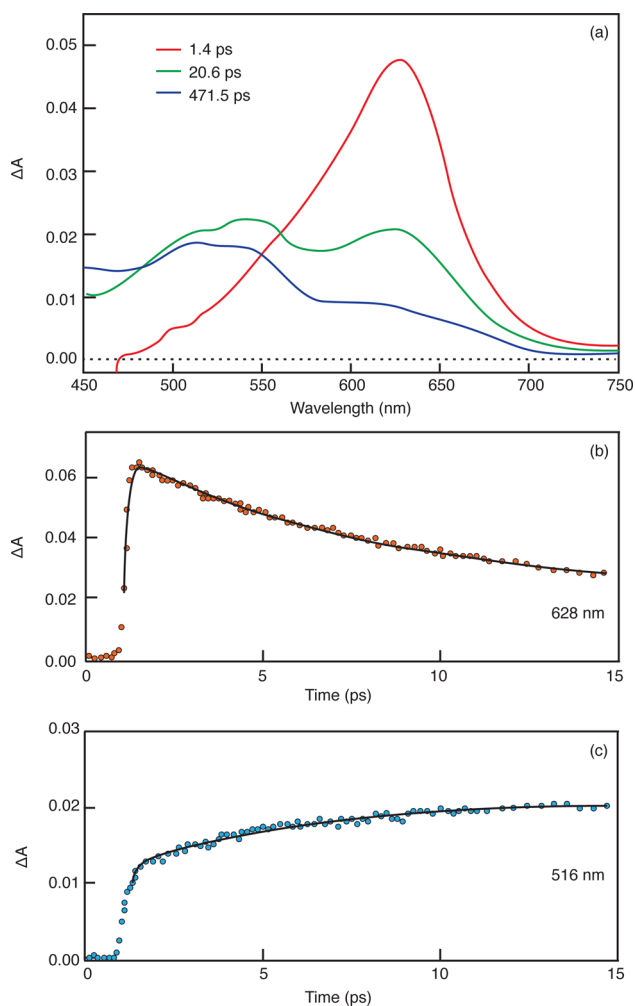 (a)
1.4 ps
20.6 ps
471.5 ps
0.05
0.04
0.03
0.02
0.01
0.00
ΔA
450 500 550 600 650 700 750
Wavelength (nm)
(b)
0.06
0.04
0.02
0.00
ΔA
628 nm
0 5 10 15
Time (ps)
(c)
0.03
0.02
0.01
0.00
ΔA
516 nm
0 5 10 15
Time (ps)